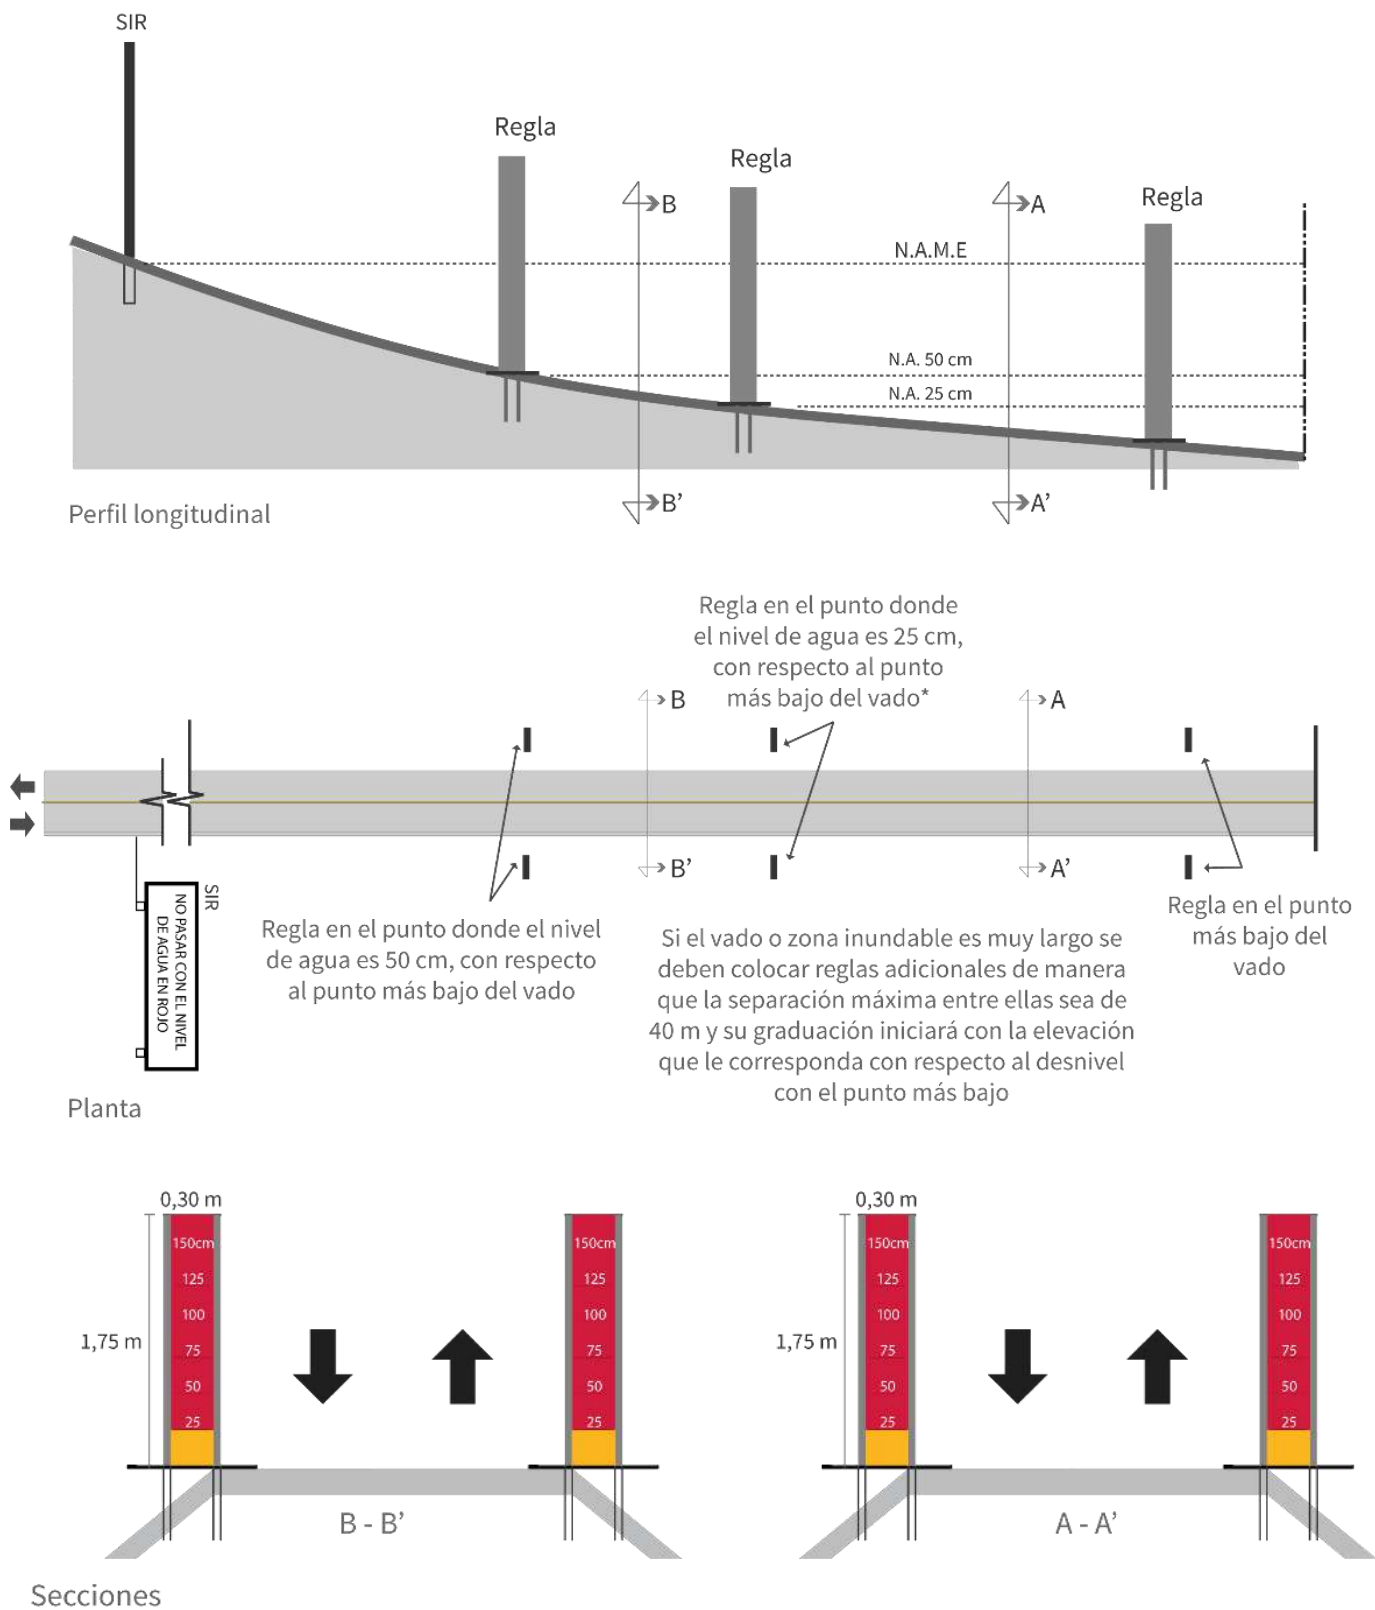 SIR
Regla
Regla
Regla
B
A
N.A.M.E
N.A. 50 cm
N.A. 25 cm
B'
A'
Perfil longitudinal
Regla en el punto donde
el nivel de agua es 25 cm,
con respecto al punto
más bajo del vado*
B
A
B'
A'
SIR
NO PASAR CON EL NIVEL
DE AGUA EN ROJO
Regla en el punto donde el nivel
de agua es 50 cm, con respecto
al punto más bajo del vado
Si el vado o zona inundable es muy largo se
deben colocar reglas adicionales de manera
que la separación máxima entre ellas sea de
40 m y su graduación iniciará con la elevación
que le corresponda con respecto al desnivel
con el punto más bajo
Regla en el punto
más bajo del
vado
Planta
0,30 m
150cm
125
100
75
50
25
1,75 m
150cm
125
100
75
50
25
B - B'
0,30 m
150cm
125
100
75
50
25
1,75 m
150cm
125
100
75
50
25
A - A'
Secciones